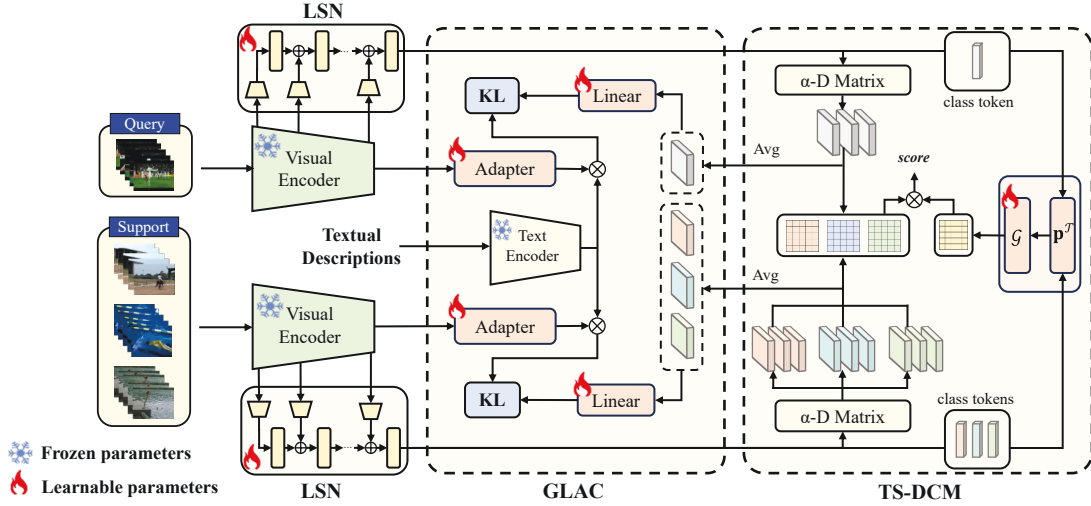 LSN
Query
Visual
Encoder
Adapter
KL
Linear
α-D Matrix
class token
Avg
score
Textual
Descriptions
Text
Encoder
𝒢
p^𝒯
Support
Visual
Encoder
Adapter
KL
Linear
Avg
α-D Matrix
class tokens
Frozen parameters
Learnable parameters
LSN
GLAC
TS-DCM